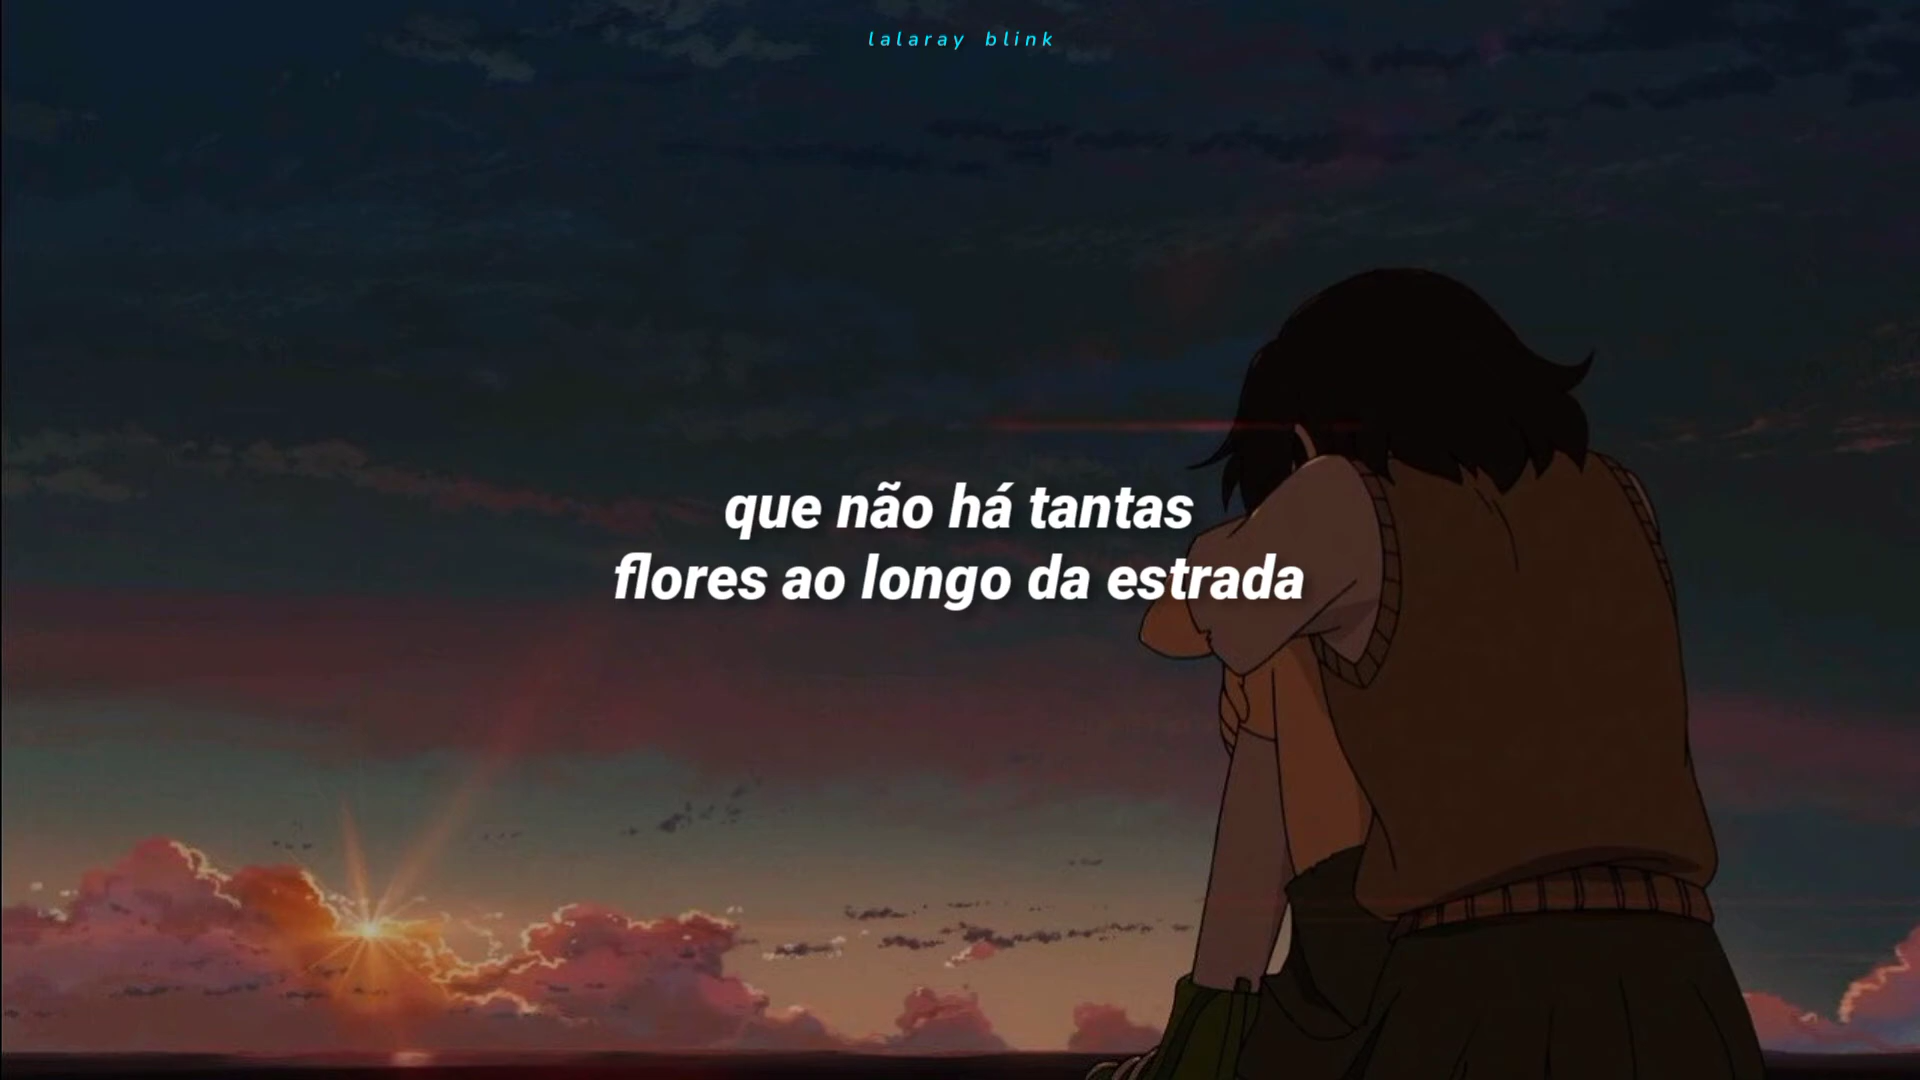 lalaray blink
que não há tantas
flores ao longo da estrada